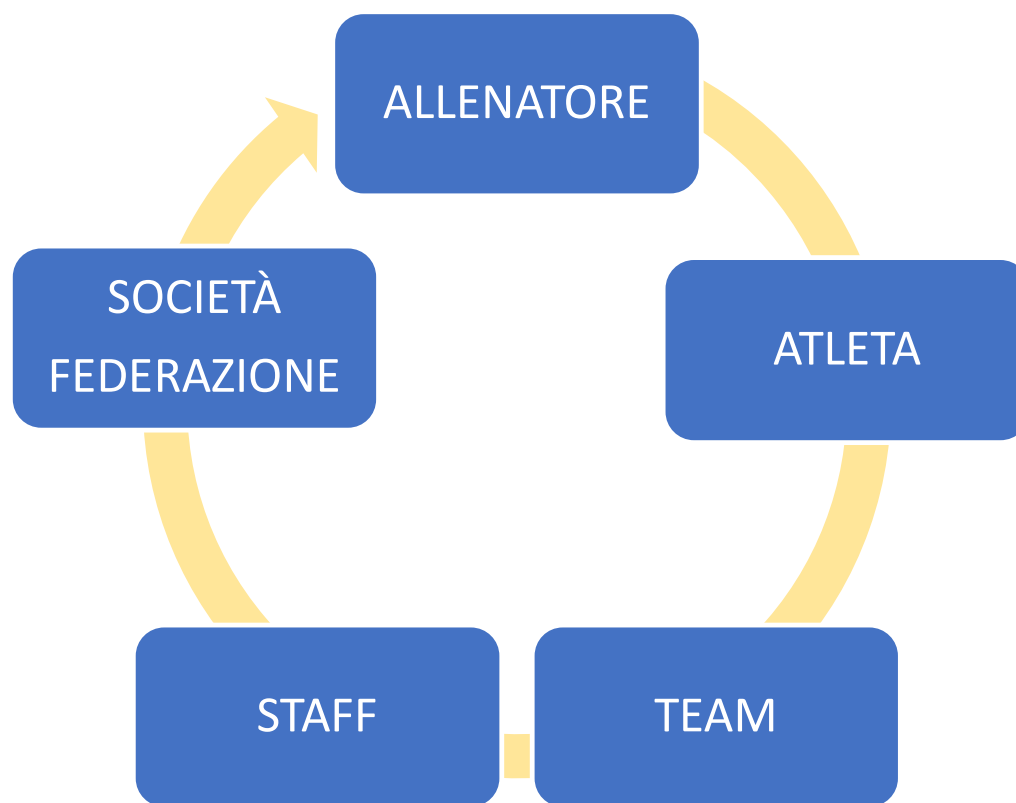 ALLENATORE
ATLETA
TEAM
STAFF
SOCIETÀ
FEDERAZIONE